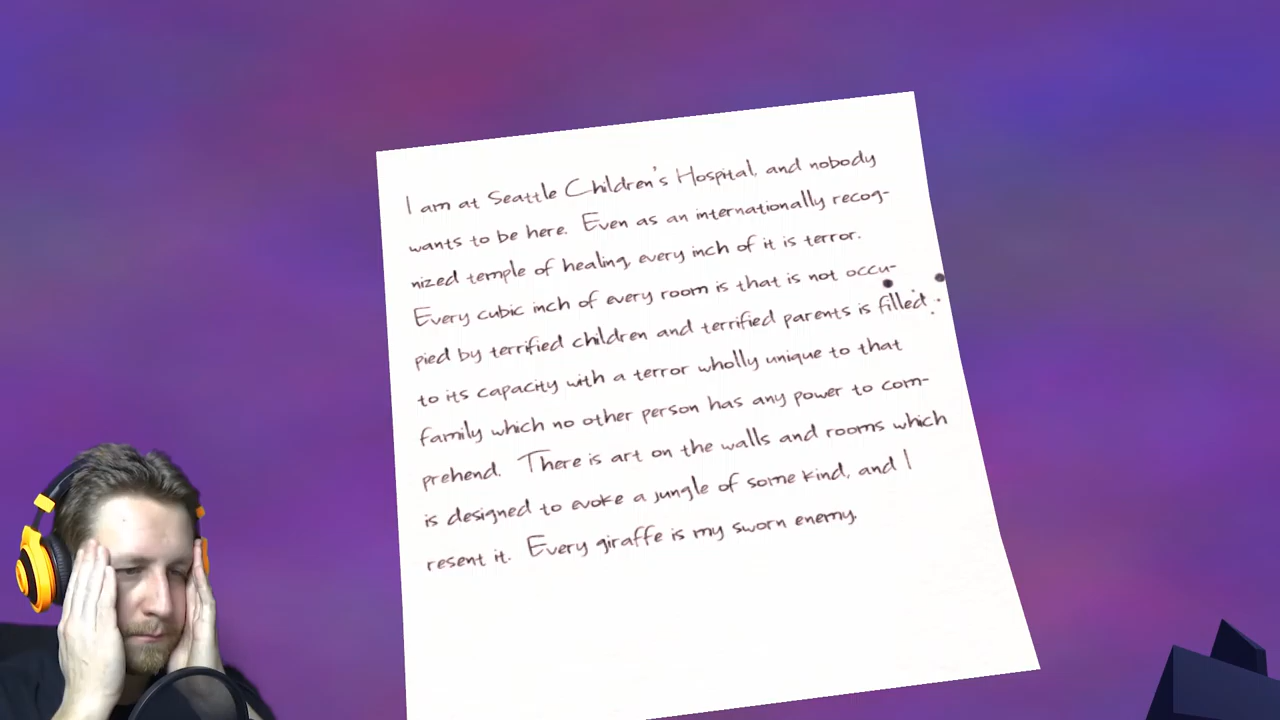 I am at Seattle Children's Hospital, and nobody
wants to be here. Even as an internationally recog-
nized temple of healing, every inch of it is terror.
Every cubic inch of every room is that is not occu-
pied by terrified children and terrified parents is filled
to its capacity with a terror wholly unique to that
family which no other person has any power to com-
prehend. There is art on the walls and rooms which
is designed to evoke a jungle of some kind, and I
resent it. Every giraffe is my sworn enemy.